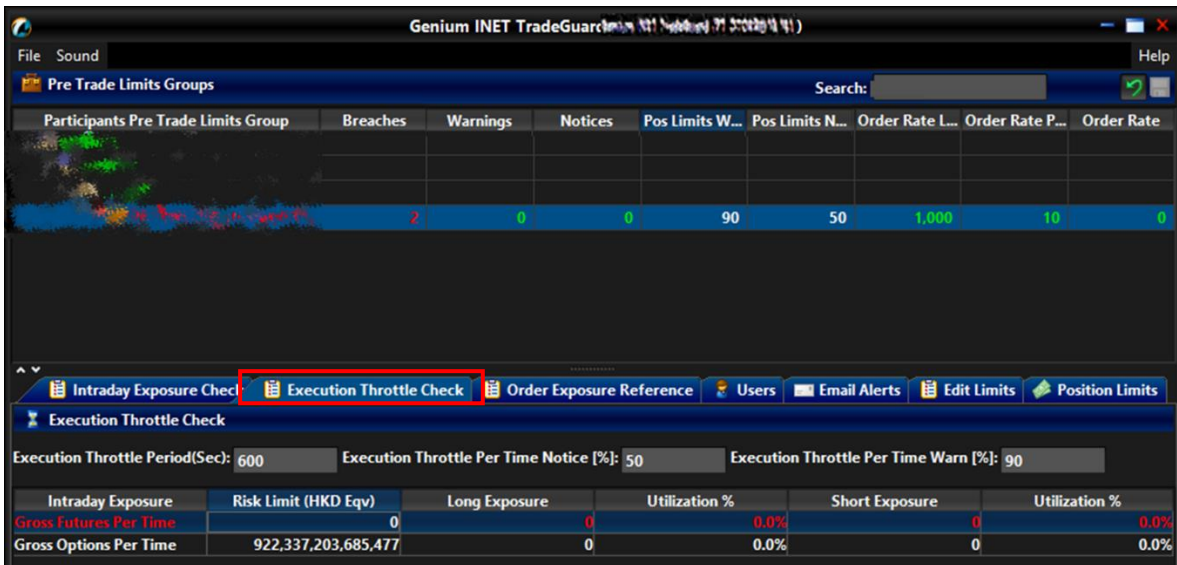 Genium INET TradeGuard
File Sound Help
Pre Trade Limits Groups Search:
Participants Pre Trade Limits Group Breaches Warnings Notices Pos Limits W... Pos Limits N... Order Rate L... Order Rate P... Order Rate
2 0 0 90 50 1,000 10 0
Intraday Exposure Chec Execution Throttle Check Order Exposure Reference Users Email Alerts Edit Limits Position Limits
Execution Throttle Check
Execution Throttle Period(Sec): 600 Execution Throttle Per Time Notice [%]: 50 Execution Throttle Per Time Warn [%]: 90
Intraday Exposure Risk Limit (HKD Eqv) Long Exposure Utilization % Short Exposure Utilization %
Gross Futures Per Time 0 0 0.0% 0 0.0%
Gross Options Per Time 922,337,203,685,477 0 0.0% 0 0.0%